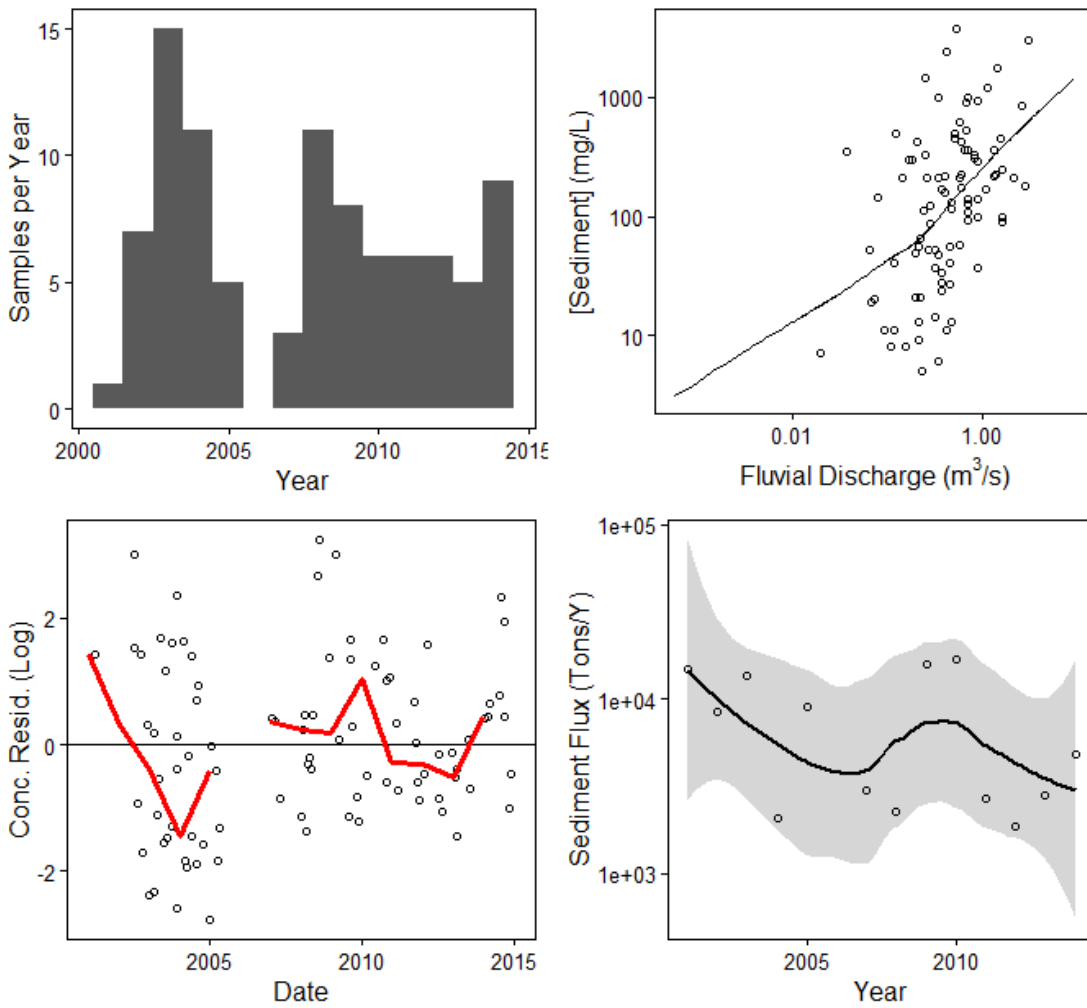 Samples per Year
15
10
5
0
2000 2005 2010 2015
Year
[Sediment] (mg/L)
1000
100
10
0.01 1.00
Fluvial Discharge (m³/s)
Conc. Resid. (Log)
2
0
-2
2005 2010 2015
Date
Sediment Flux (Tons/Y)
1e+05
1e+04
1e+03
2005 2010
Year